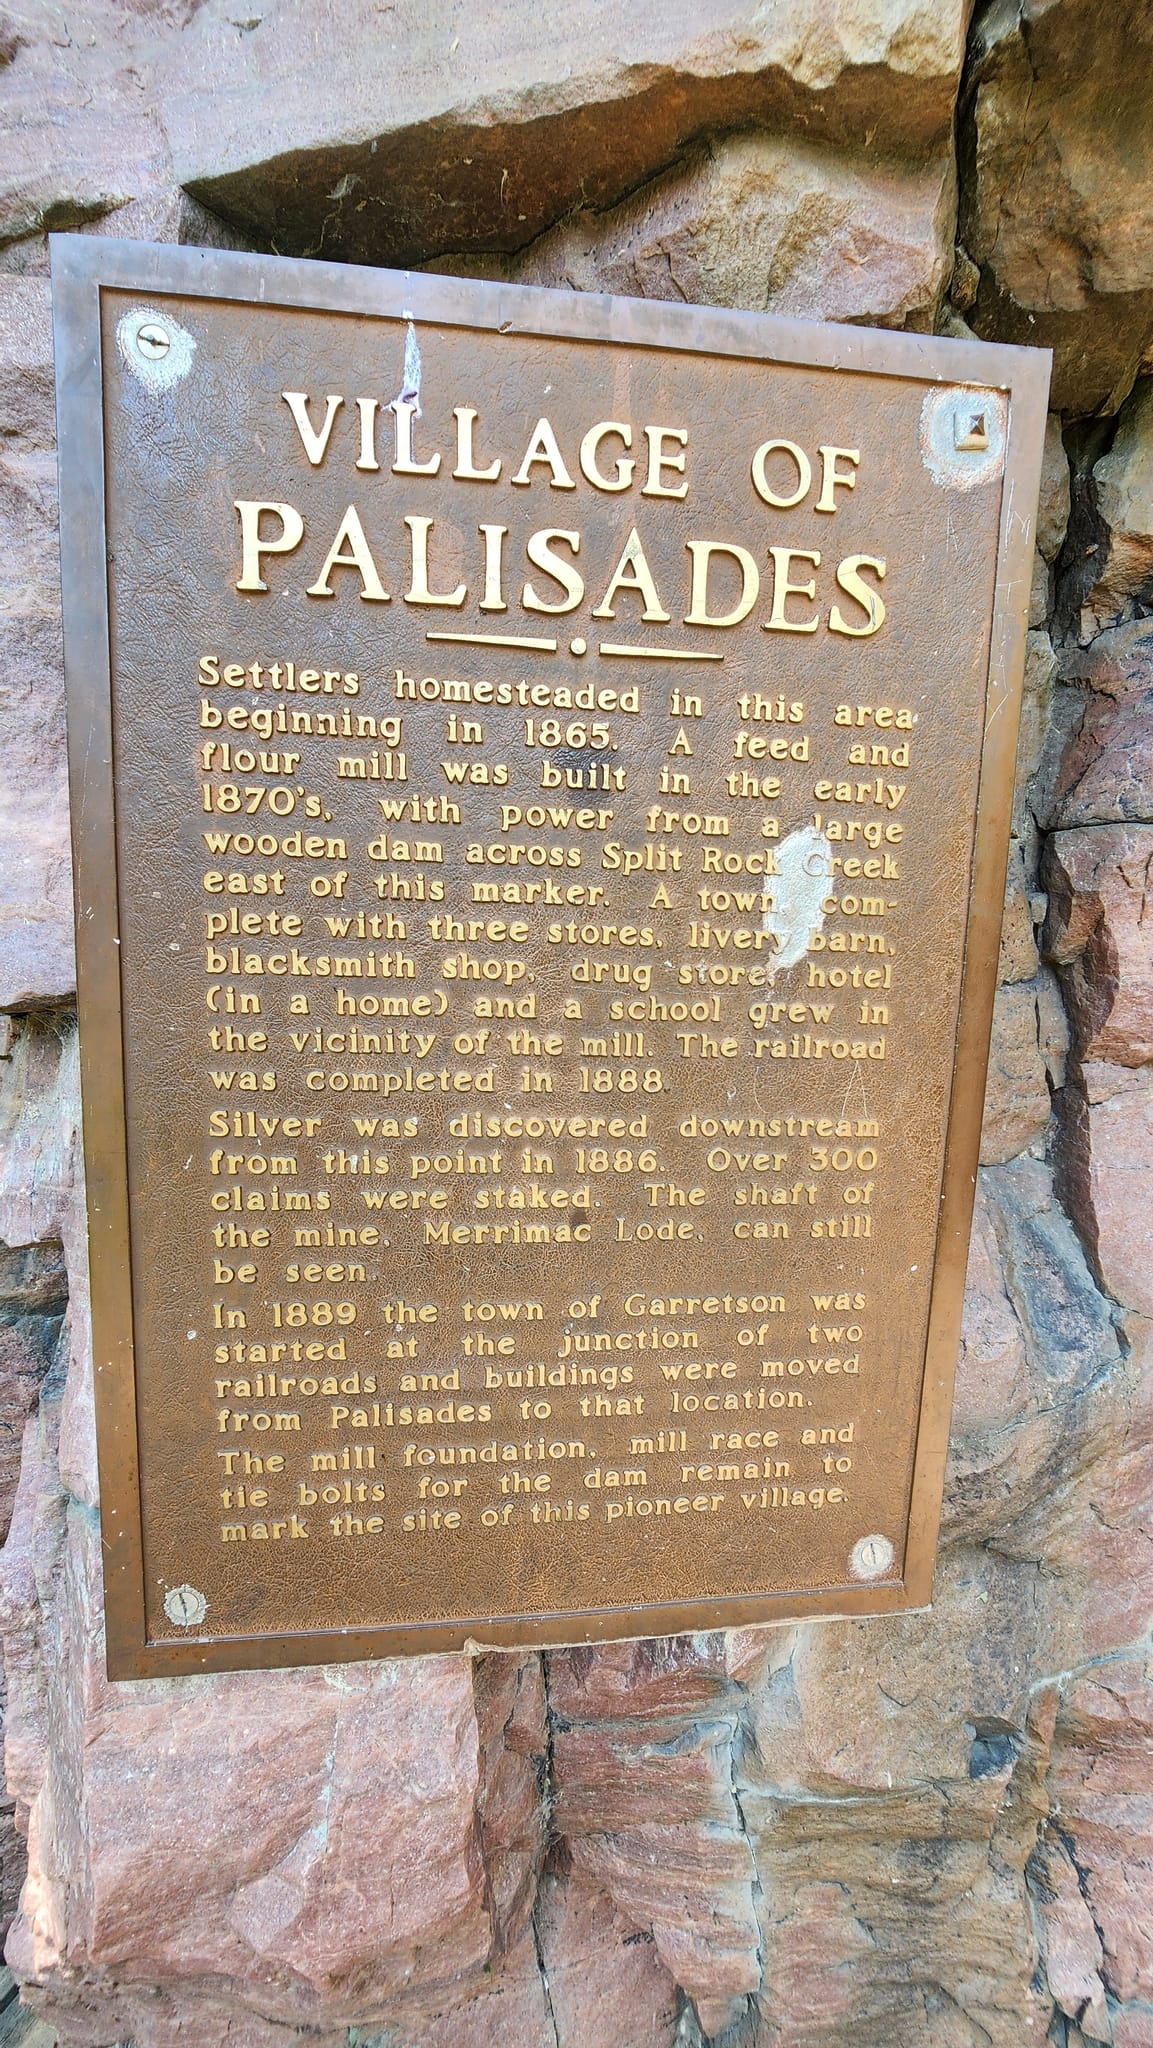 VILLAGE OF
PALISADES
Settlers homesteaded in this area
beginning in 1865. A feed and
flour mill was built in the early
1870's, with power from a large
wooden dam across Split Rock Creek
east of this marker. A town, com-
plete with three stores, livery barn,
blacksmith shop, drug store, hotel
(in a home) and a school grew in
the vicinity of the mill. The railroad
was completed in 1888.
Silver was discovered downstream
from this point in 1886. Over 300
claims were staked. The shaft of
the mine, Merrimac Lode, can still
be seen.
In 1889 the town of Garretson was
started at the junction of two
railroads and buildings were moved
from Palisades to that location.
The mill foundation, mill race and
tie bolts for the dam remain to
mark the site of this pioneer village.